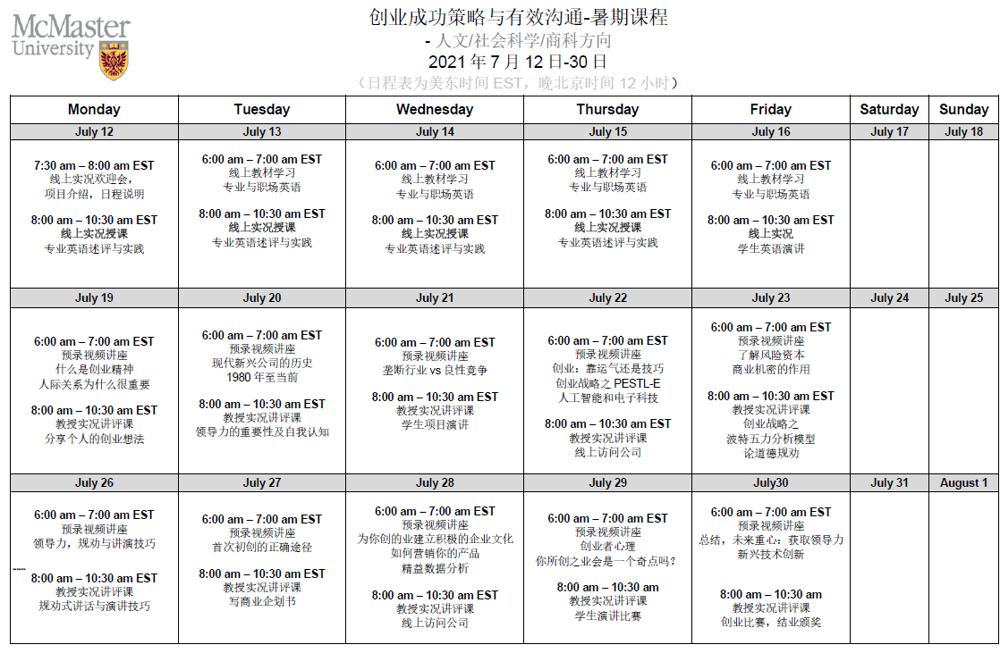 McMaster
University
创业成功策略与有效沟通-暑期课程
- 人文/社会科学/商科方向
2021 年 7 月 12 日-30 日
（日程表为美东时间 EST，晚北京时间 12 小时）
Monday
Tuesday
Wednesday
Thursday
Friday
Saturday
Sunday
July 12
July 13
July 14
July 15
July 16
July 17
July 18
7:30 am – 8:00 am EST
线上实况欢迎会，
项目介绍，日程说明
8:00 am – 10:30 am EST
线上实况授课
专业英语述评与实践
6:00 am – 7:00 am EST
线上教材学习
专业与职场英语
8:00 am – 10:30 am EST
线上实况授课
专业英语述评与实践
6:00 am – 7:00 am EST
线上教材学习
专业与职场英语
8:00 am – 10:30 am EST
线上实况授课
专业英语述评与实践
6:00 am – 7:00 am EST
线上教材学习
专业与职场英语
8:00 am – 10:30 am EST
线上实况授课
专业英语述评与实践
6:00 am – 7:00 am EST
线上教材学习
专业与职场英语
8:00 am – 10:30 am EST
线上实况
学生英语演讲
July 19
July 20
July 21
July 22
July 23
July 24
July 25
6:00 am – 7:00 am EST
预录视频讲座
什么是创业精神
人际关系为什么很重要
8:00 am – 10:30 am EST
教授实况讲评课
分享个人的创业想法
6:00 am – 7:00 am EST
预录视频讲座
现代新兴公司的历史
1980 年至当前
8:00 am – 10:30 am EST
教授实况讲评课
领导力的重要性及自我认知
6:00 am – 7:00 am EST
预录视频讲座
垄断行业 vs 良性竞争
8:00 am – 10:30 am EST
教授实况讲评课
学生项目演讲
6:00 am – 7:00 am EST
预录视频讲座
创业：靠运气还是技巧
创业战略之 PESTL-E
人工智能和电子科技
8:00 am – 10:30 am EST
教授实况讲评课
线上访问公司
6:00 am – 7:00 am EST
预录视频讲座
了解风险资本
商业机密的作用
8:00 am – 10:30 am EST
教授实况讲评课
创业战略之
波特五力分析模型
论道德规劝
July 26
July 27
July 28
July 29
July30
July 31
August 1
6:00 am – 7:00 am EST
预录视频讲座
领导力，规劝与讲演技巧
8:00 am – 10:30 am EST
教授实况讲评课
规劝式讲话与演讲技巧
6:00 am – 7:00 am EST
预录视频讲座
首次初创的正确途径
8:00 am – 10:30 am EST
教授实况讲评课
写商业企划书
6:00 am – 7:00 am EST
预录视频讲座
为你创的业建立积极的企业文化
如何营销你的产品
精益数据分析
8:00 am – 10:30 am EST
教授实况讲评课
线上访问公司
6:00 am – 7:00 am EST
预录视频讲座
创业者心理
你所创之业会是一个奇点吗？
8:00 am – 10:30 am
教授实况讲评课
学生演讲比赛
6:00 am – 7:00 am EST
预录视频讲座
总结，未来重心：获取领导力
新兴技术创新
8:00 am – 10:30 am
教授实况讲评课
创业比赛，结业颁奖